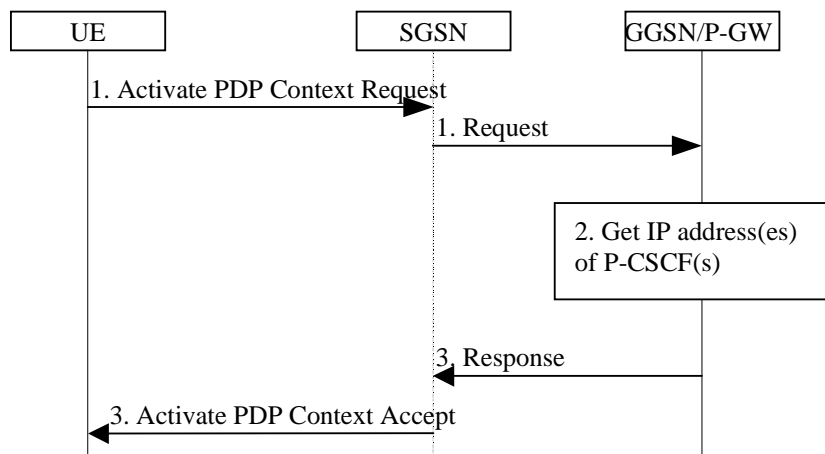 UE
SGSN
GGSN/P-GW
1. Activate PDP Context Request
1. Request
2. Get IP address(es)
of P-CSCF(s)
3. Response
3. Activate PDP Context Accept